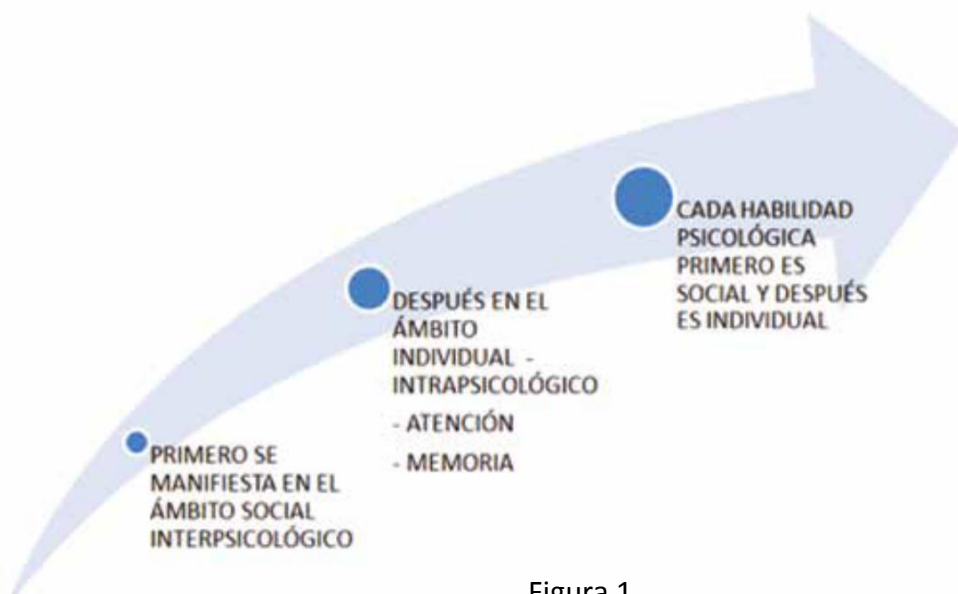 PRIMERO SE
MANIFIESTA EN EL
ÁMBITO SOCIAL
INTERPSICOLÓGICO
DESPUÉS EN EL
ÁMBITO
INDIVIDUAL -
INTRAPSICOLÓGICO
- ATENCIÓN
- MEMORIA
CADA HABILIDAD
PSICOLÓGICA
PRIMERO ES
SOCIAL Y DESPUÉS
ES INDIVIDUAL
Figura 1